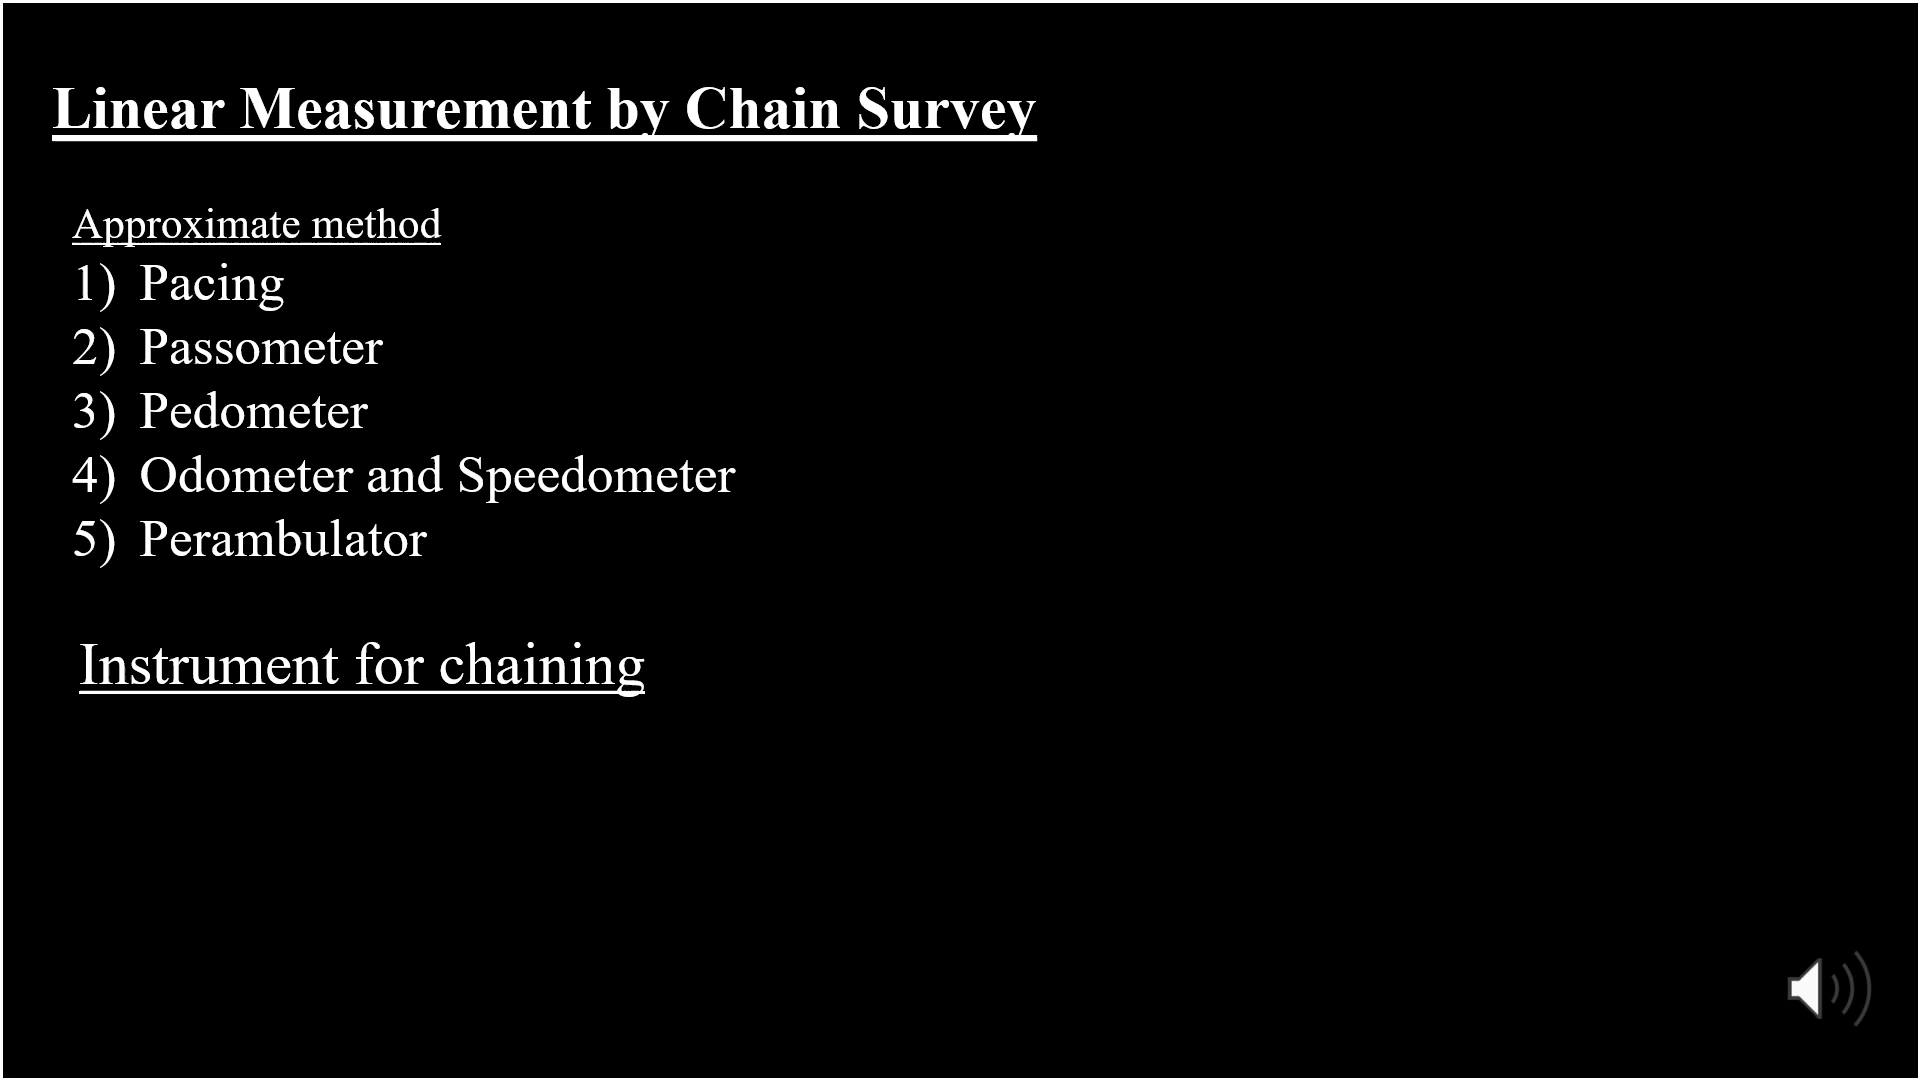 Linear Measurement by Chain Survey
Approximate method
1) Pacing
2) Passometer
3) Pedometer
4) Odometer and Speedometer
5) Perambulator
Instrument for chaining